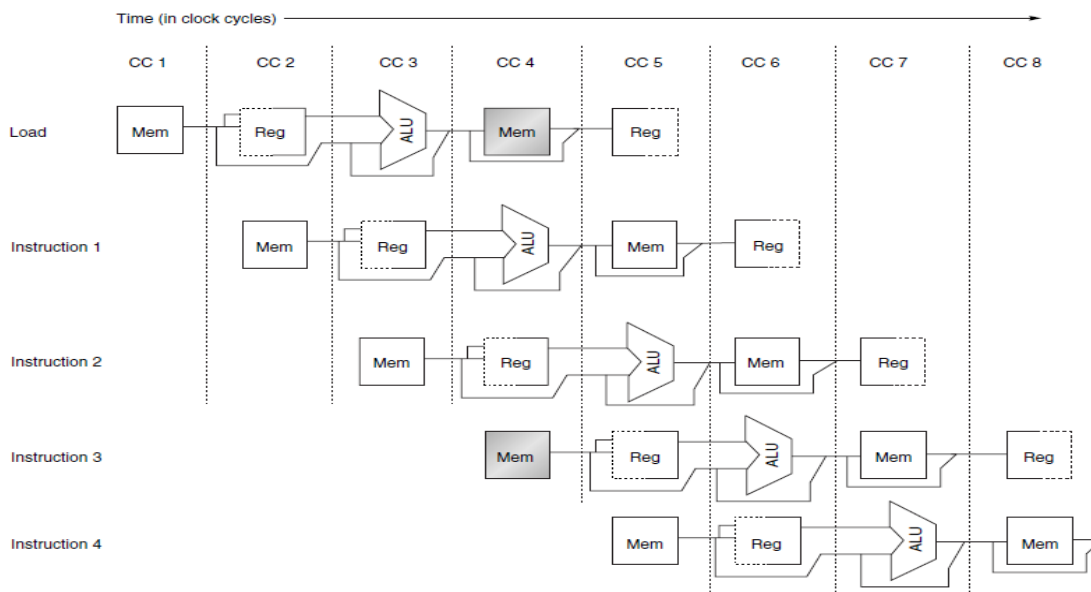 Time (in clock cycles)
CC 1 CC 2 CC 3 CC 4 CC 5 CC 6 CC 7 CC 8
Load Mem Reg ALU Mem Reg
Instruction 1 Mem Reg ALU Mem Reg
Instruction 2 Mem Reg ALU Mem Reg
Instruction 3 Mem Reg ALU Mem Reg
Instruction 4 Mem Reg ALU Mem